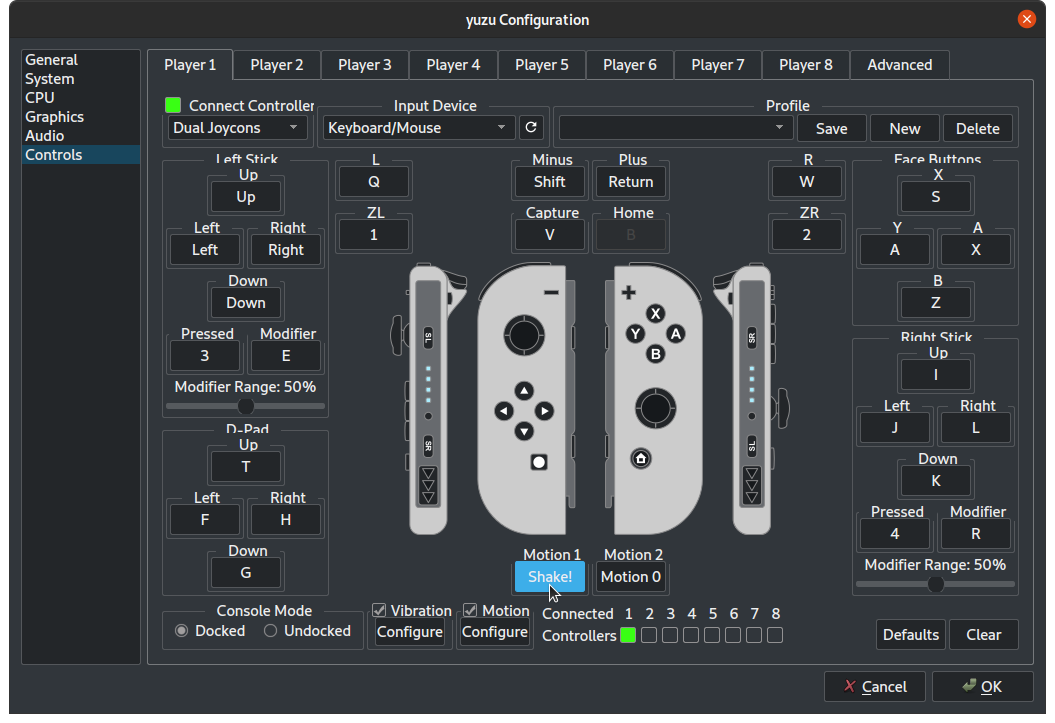 yuzu Configuration
General
System
CPU
Graphics
Audio
Controls
Player 1 Player 2 Player 3 Player 4 Player 5 Player 6 Player 7 Player 8 Advanced
Connect Controller Input Device Profile
Dual Joycons Keyboard/Mouse Save New Delete
Left Stick
Up
Up
Left Right
Left Right
Down
Down
Pressed Modifier
3 E
Modifier Range: 50%
D-Pad
Up
T
Left Right
F H
Down
G
L
Q
ZL
1
Minus Plus
Shift Return
Capture Home
V B
R
W
ZR
2
SL
SR
X
Y A
B
SR
SL
Motion 1 Motion 2
Shake! Motion 0
Face Buttons
X
S
Y A
A X
B
Z
Right Stick
Up
I
Left Right
J L
Down
K
Pressed Modifier
4 R
Modifier Range: 50%
Console Mode
Docked Undocked
Vibration Motion
Configure Configure
Connected 1 2 3 4 5 6 7 8
Controllers
Defaults Clear
Cancel OK